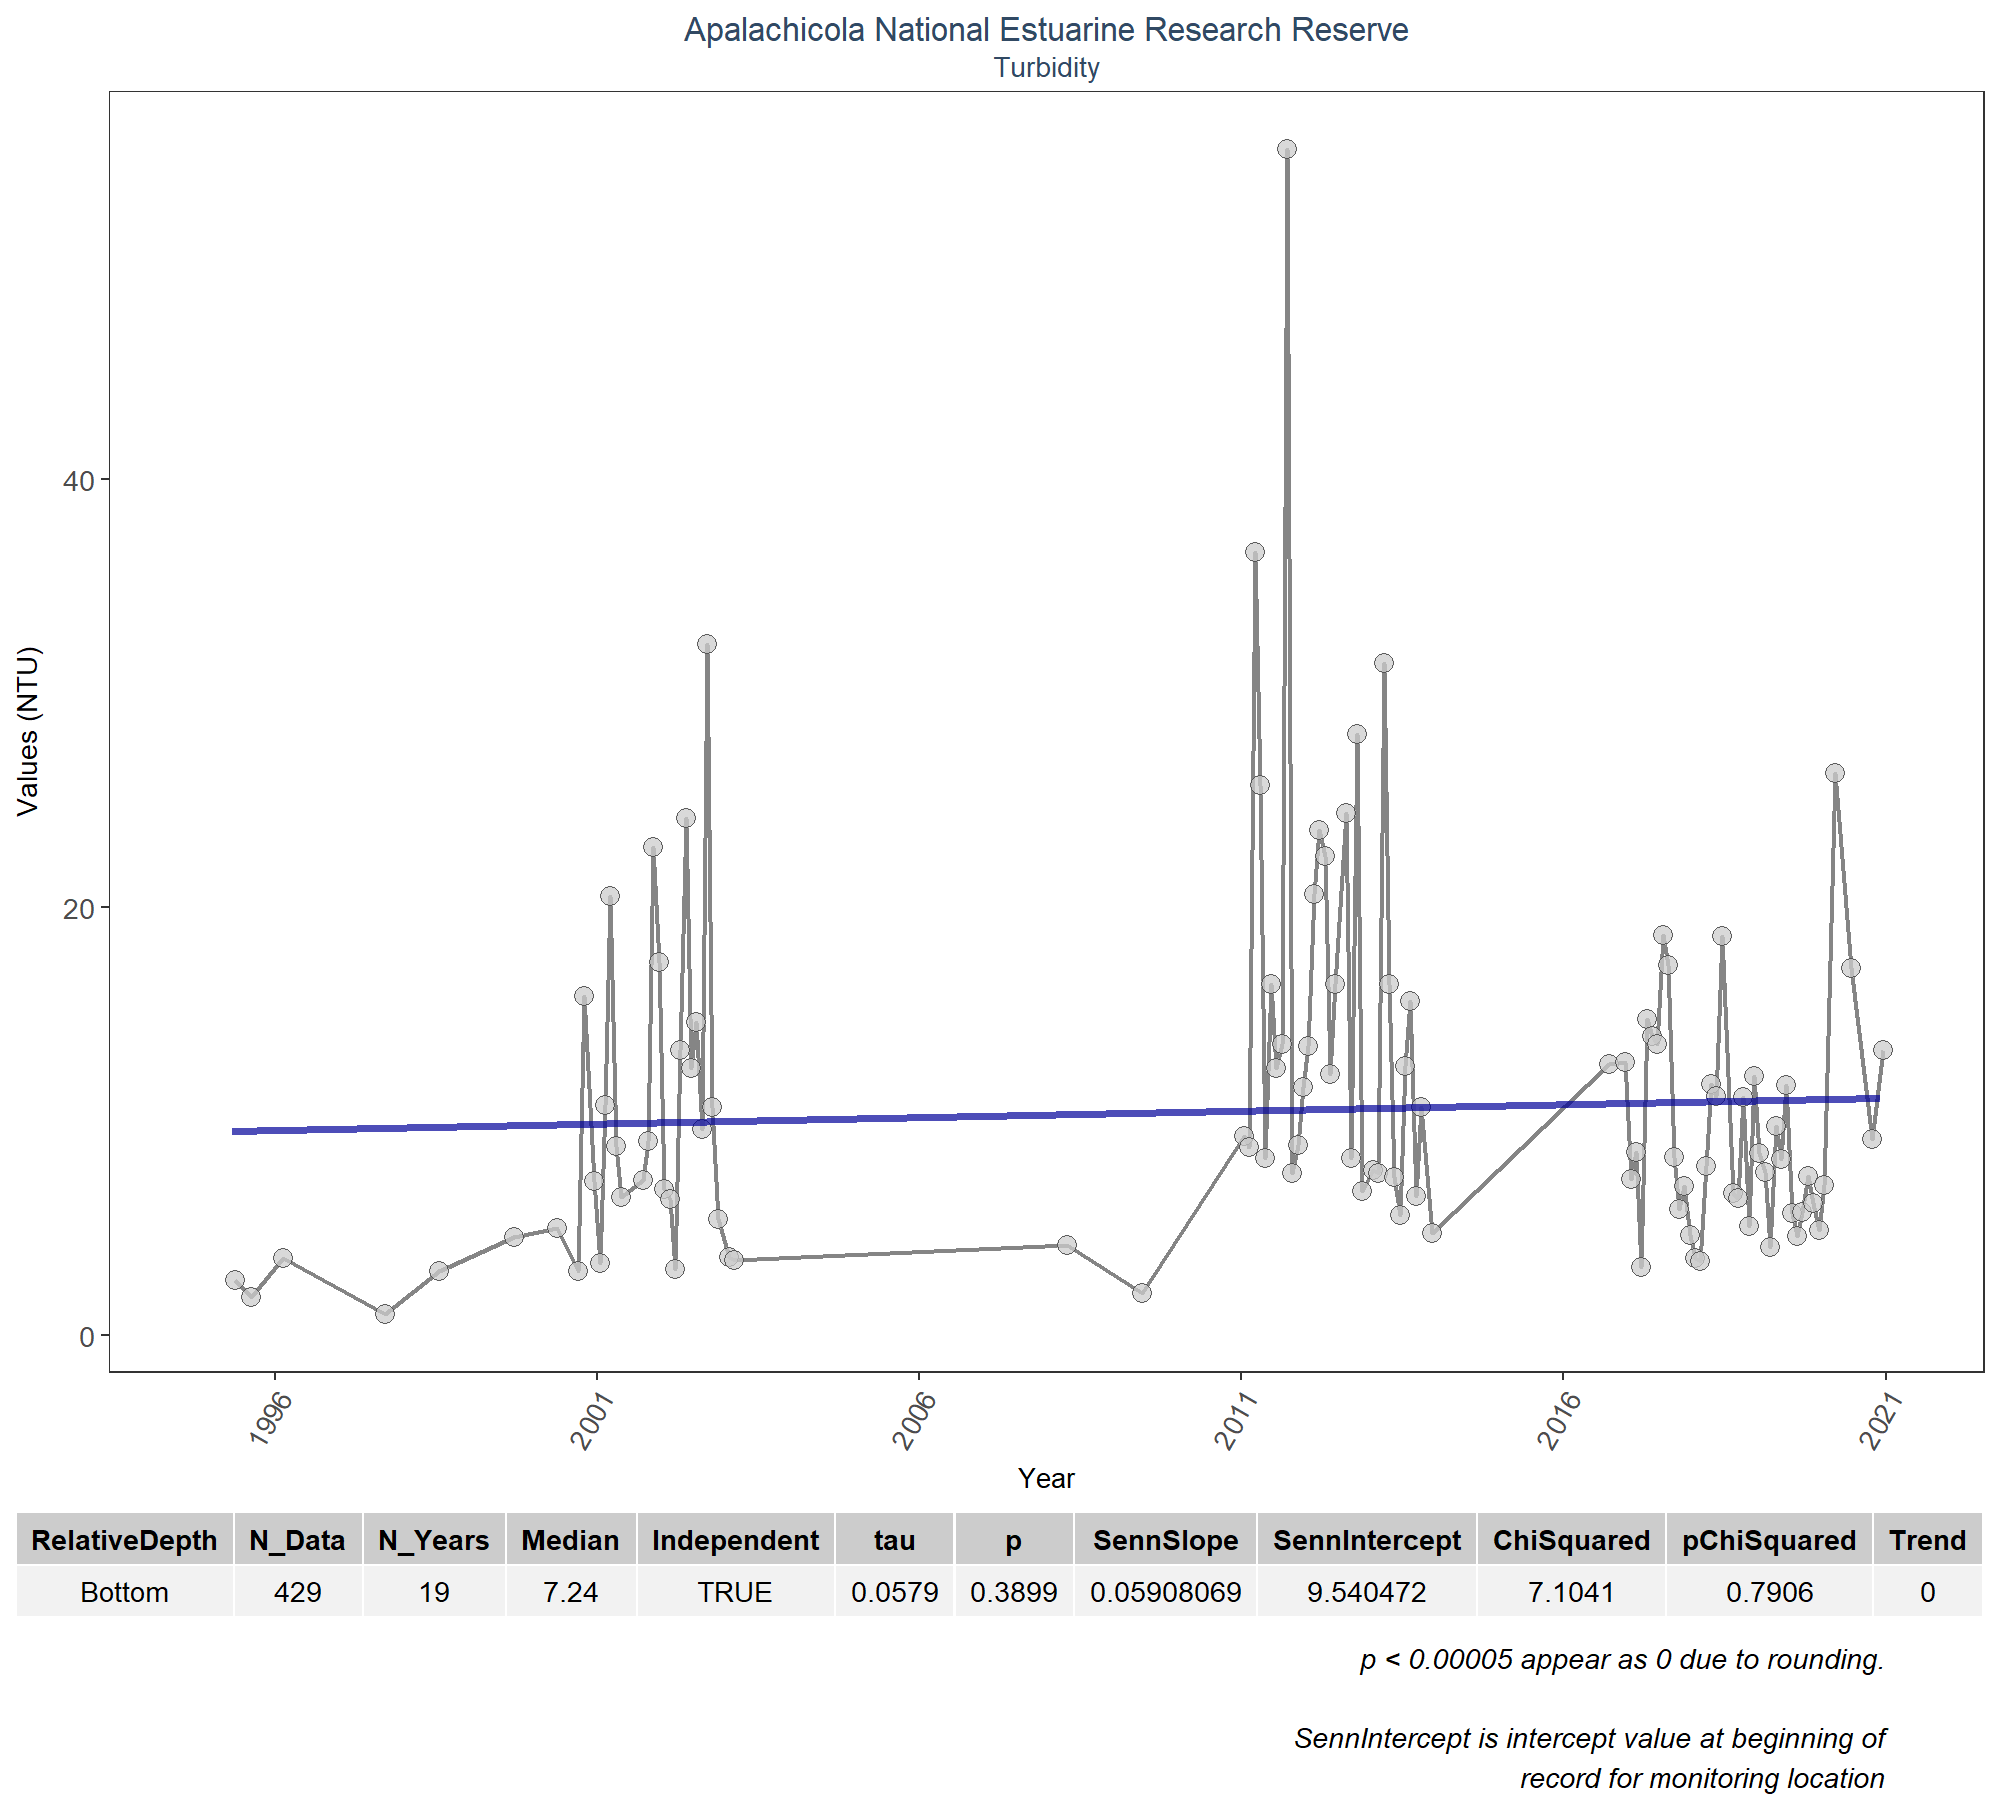 Apalachicola National Estuarine Research Reserve
Turbidity
Values (NTU)
40
20
0
1996 2001 2006 2011 2016 2021
Year
RelativeDepth N_Data N_Years Median Independent tau p SennSlope SennIntercept ChiSquared pChiSquared Trend
Bottom 429 19 7.24 TRUE 0.0579 0.3899 0.05908069 9.540472 7.1041 0.7906 0
p < 0.00005 appear as 0 due to rounding.
SennIntercept is intercept value at beginning of
record for monitoring location